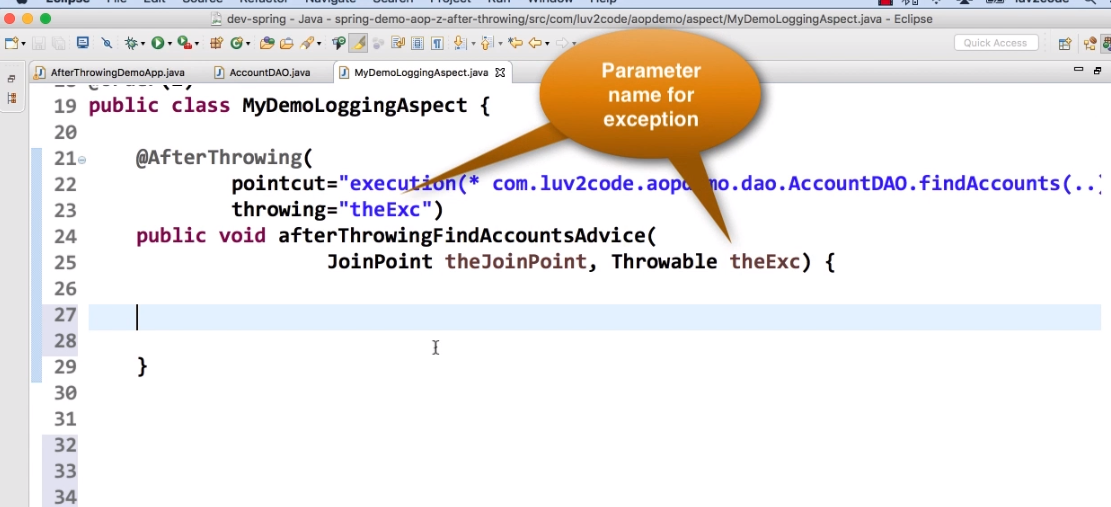 Eclipse File Edit Source Refactor Navigate Search Project Run Window Help luv2code
dev-spring - Java - spring-demo-aop-z-after-throwing/src/com/luv2code/aopdemo/aspect/MyDemoLoggingAspect.java - Eclipse
Quick Access
AfterThrowingDemoApp.java AccountDAO.java MyDemoLoggingAspect.java
Parameter
name for
exception
19 public class MyDemoLoggingAspect {
20
21 @AfterThrowing(
22 pointcut="execution(* com.luv2code.aopdemo.dao.AccountDAO.findAccounts(..)
23 throwing="theExc")
24 public void afterThrowingFindAccountsAdvice(
25 JoinPoint theJoinPoint, Throwable theExc) {
26
27
28
29 }
30
31
32
33
34